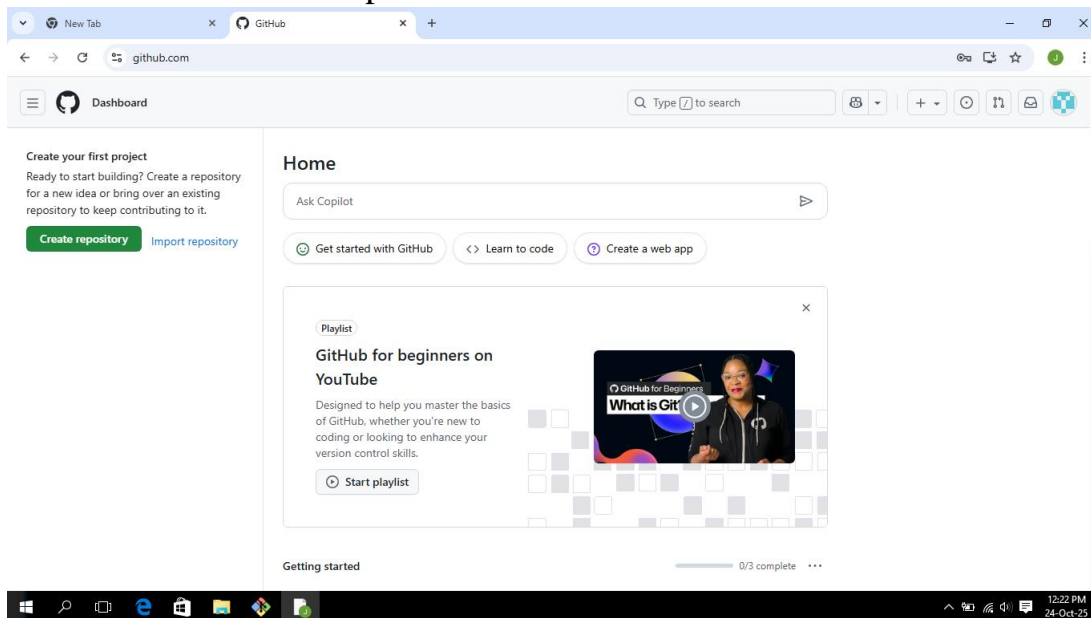 New Tab
GitHub
github.com
Dashboard
Type / to search
Create your first project
Ready to start building? Create a repository
for a new idea or bring over an existing
repository to keep contributing to it.
Create repository
Import repository
Home
Ask Copilot
Get started with GitHub
Learn to code
Create a web app
Playlist
GitHub for beginners on
YouTube
Designed to help you master the basics
of GitHub, whether you're new to
coding or looking to enhance your
version control skills.
Start playlist
GitHub for Beginners
What is Git
Getting started
0/3 complete
J
12:22 PM
24-Oct-25